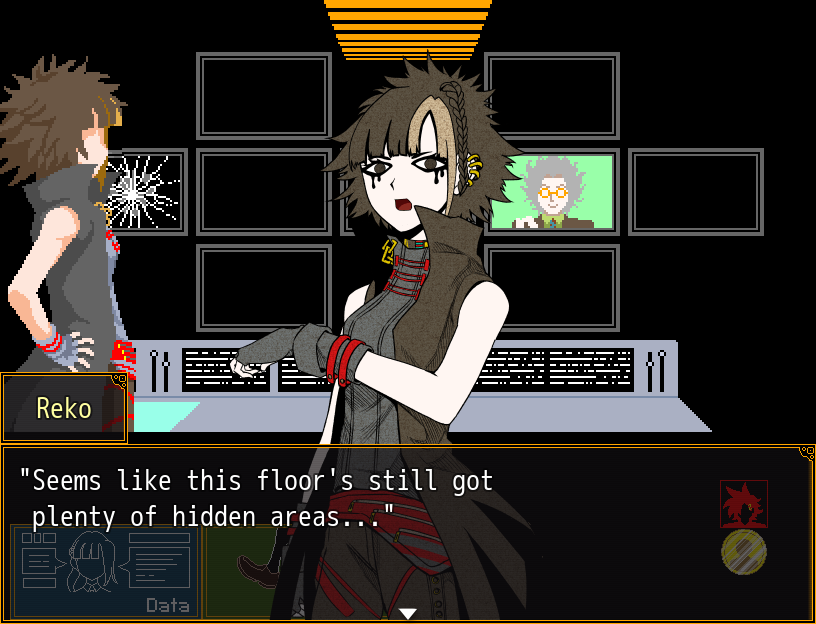 Reko
"Seems like this floor's still got
plenty of hidden areas..."
Data